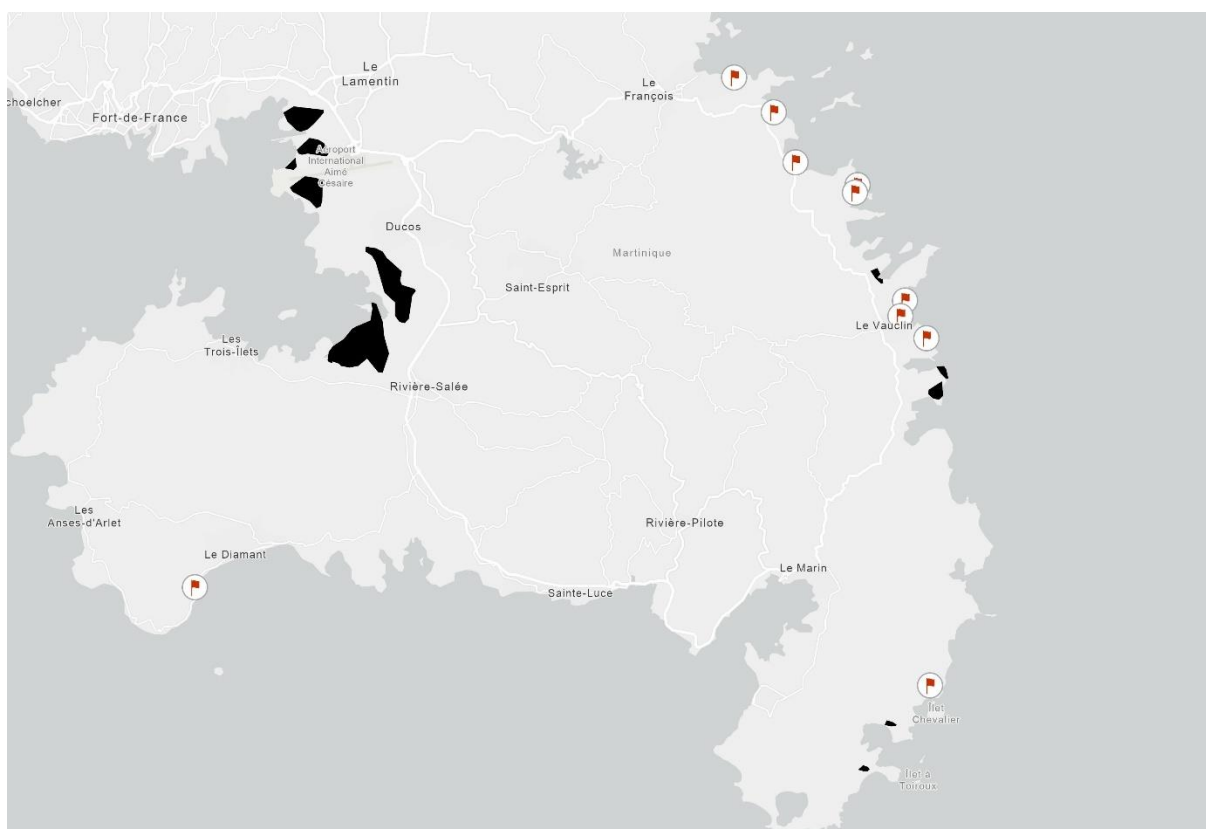 Le
Lamentin
choelcher
Fort-de-France
Le
François
Aéroport
International
Aimé
Césaire
Ducos
Martinique
Saint-Esprit
Les
Trois-Îlets
Le Vauclin
Rivière-Salée
Les
Anses-d'Arlet
Rivière-Pilote
Le Diamant
Le Marin
Sainte-Luce
Îlet
Chevalier
Îlet à
Toiroux